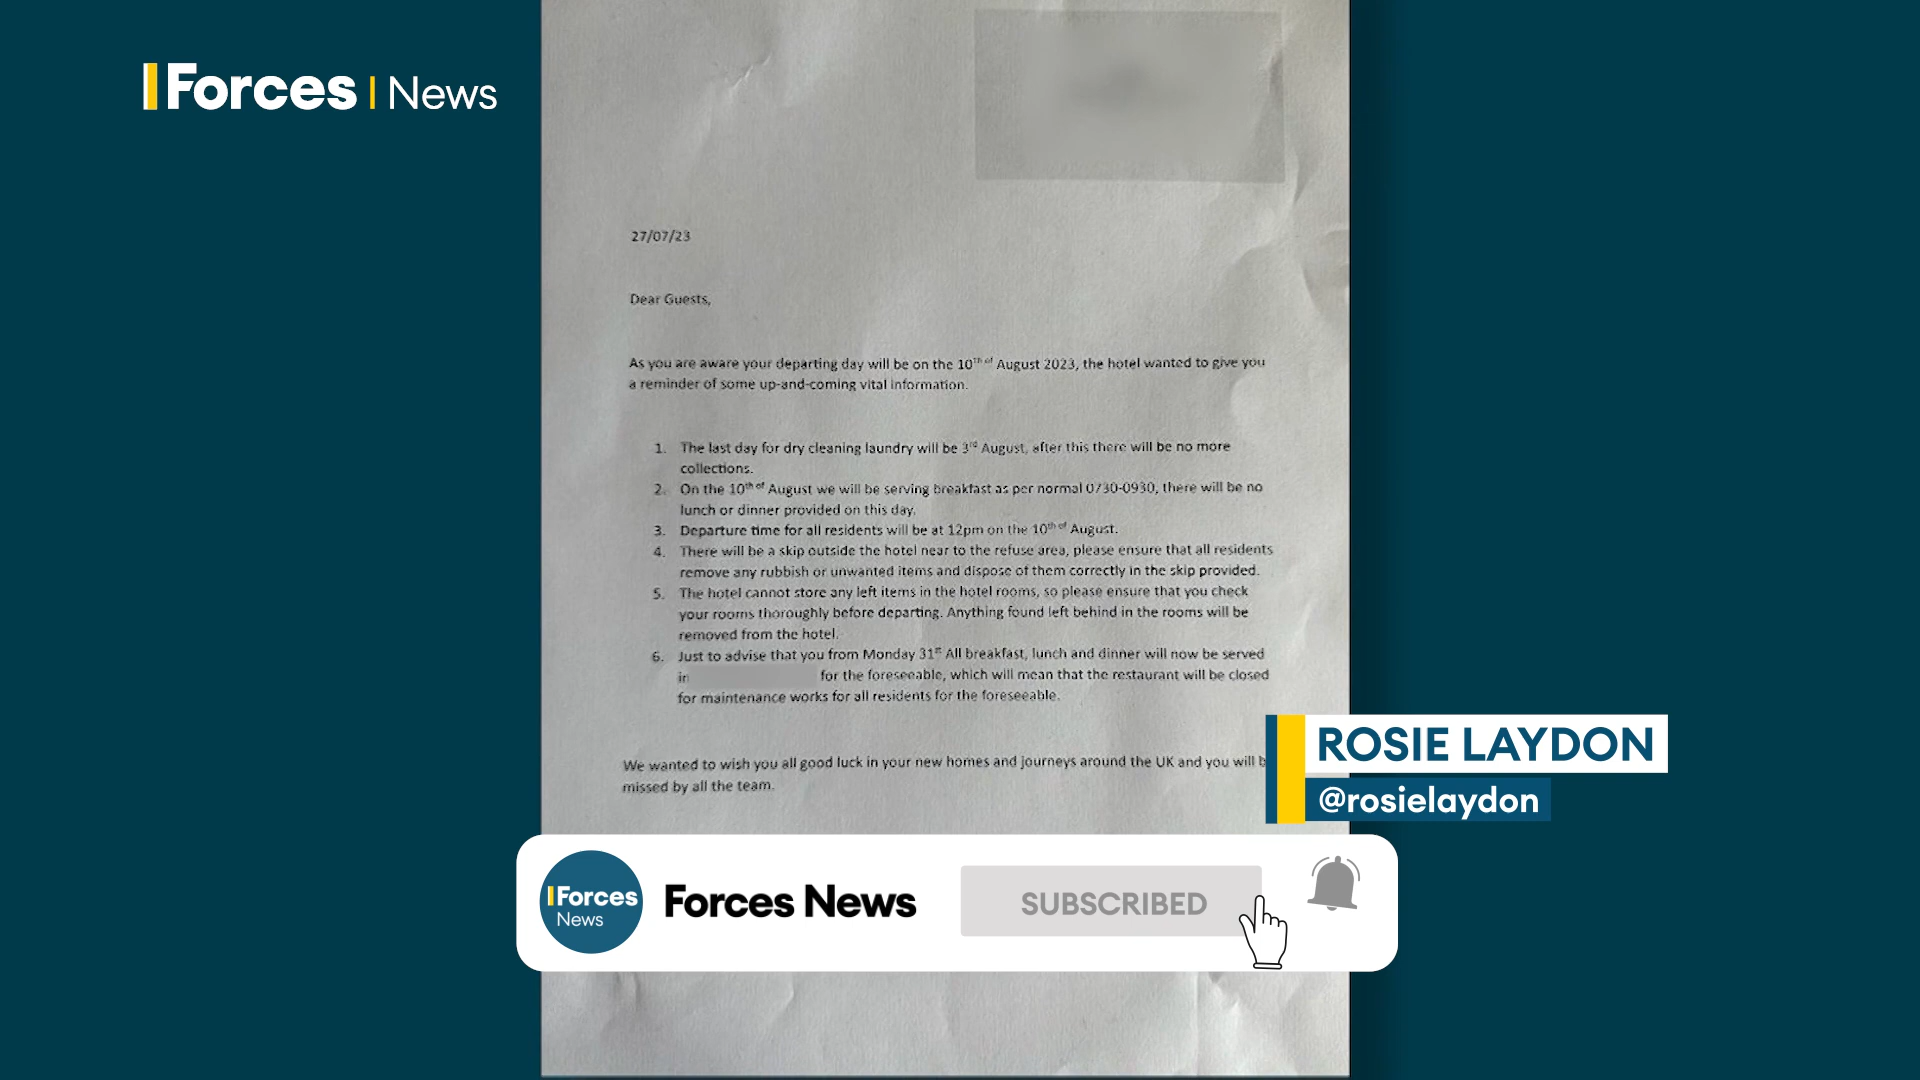 Forces News
27/07/23
Dear Guests,
As you are aware your departing day will be on the 10th of August 2023, the hotel wanted to give you
a reminder of some up-and-coming vital information.
1. The last day for dry cleaning laundry will be 3rd August, after this there will be no more
collections.
2. On the 10th of August we will be serving breakfast as per normal 0730-0930, there will be no
lunch or dinner provided on this day.
3. Departure time for all residents will be at 12pm on the 10th of August.
4. There will be a skip outside the hotel near to the refuse area, please ensure that all residents
remove any rubbish or unwanted items and dispose of them correctly in the skip provided.
5. The hotel cannot store any left items in the hotel rooms, so please ensure that you check
your rooms thoroughly before departing. Anything found left behind in the rooms will be
removed from the hotel.
6. Just to advise that you from Monday 31st All breakfast, lunch and dinner will now be served
in for the foreseeable, which will mean that the restaurant will be closed
for maintenance works for all residents for the foreseeable.
We wanted to wish you all good luck in your new homes and journeys around the UK and you will
missed by all the team.
ROSIE LAYDON
@rosielaydon
Forces
News
Forces News
SUBSCRIBED